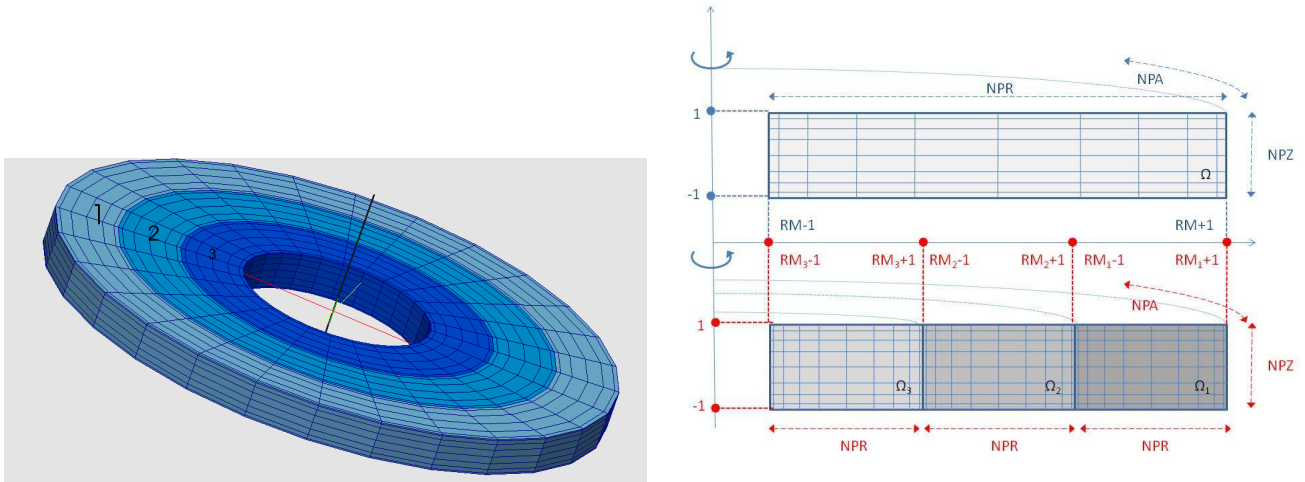 1
2
3
NPA
NPR
1
NPZ
Ω
-1
RM-1
RM+1
RM₃-1
RM₃+1
RM₂-1
RM₂+1
RM₁-1
RM₁+1
NPA
1
NPZ
Ω₃
Ω₂
Ω₁
-1
NPR
NPR
NPR